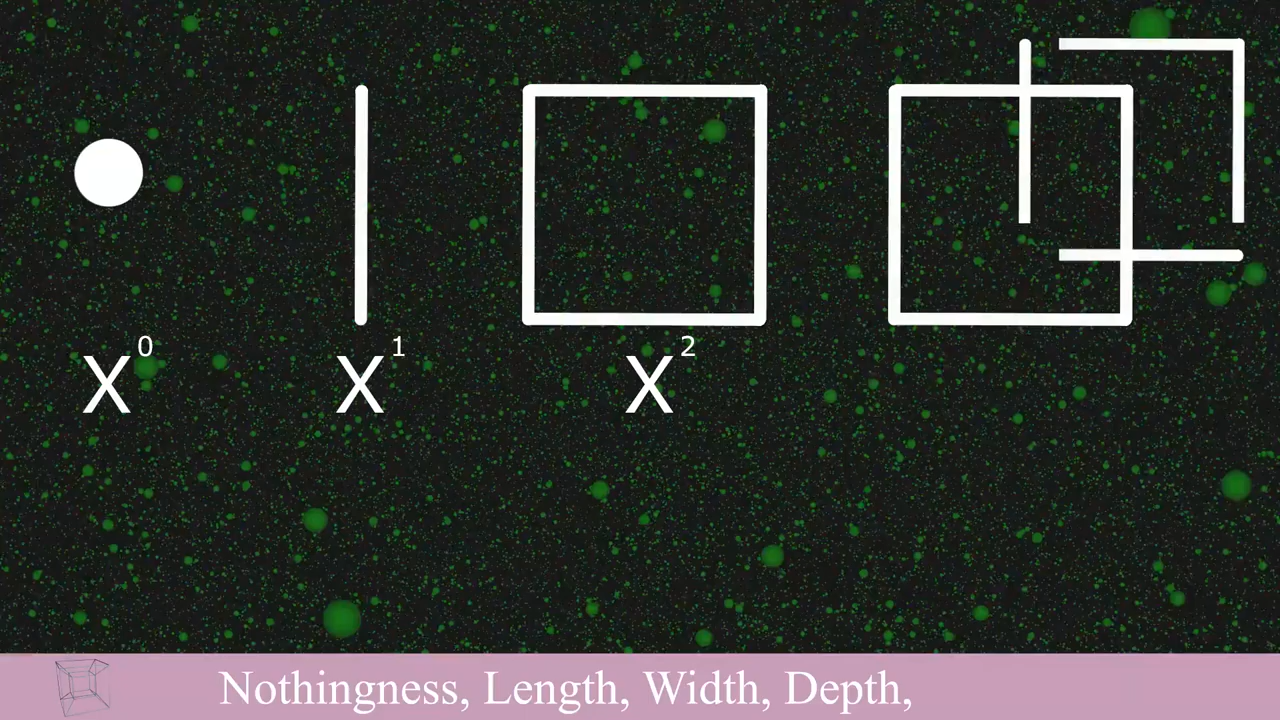 X⁰ X¹ X²
Nothingness, Length, Width, Depth,